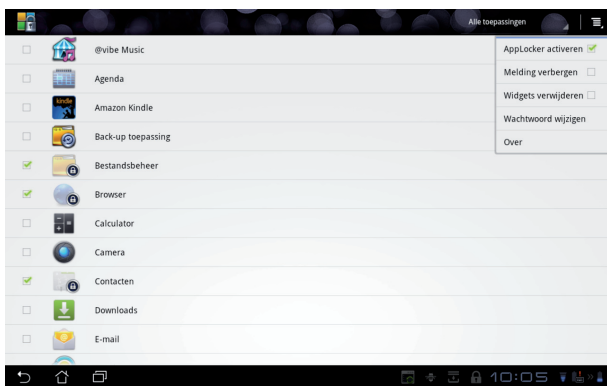 Alle toepassingen
@vibe Music
Agenda
kindle
Amazon Kindle
Back-up toepassing
Bestandsbeheer
Browser
Calculator
Camera
Contacten
Downloads
E-mail
AppLocker activeren
Melding verbergen
Widgets verwijderen
Wachtwoord wijzigen
Over
10:05